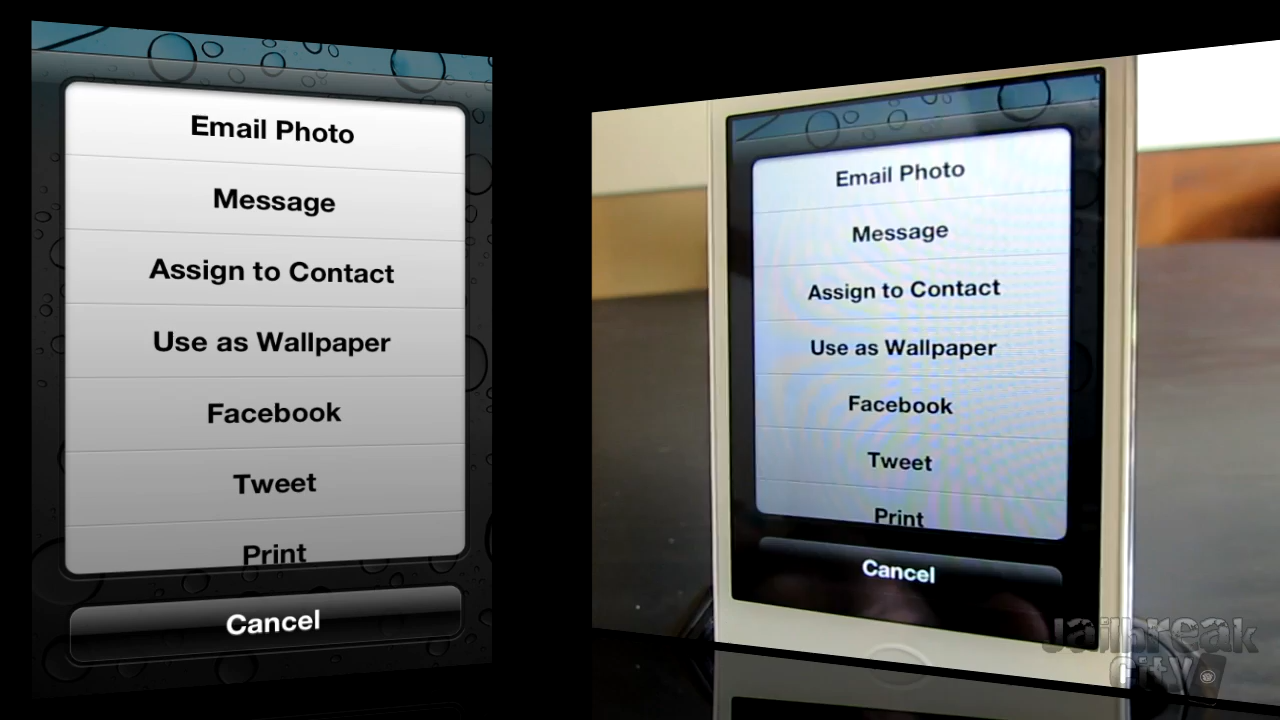 Email Photo
Message
Assign to Contact
Use as Wallpaper
Facebook
Tweet
Print
Cancel
Email Photo
Message
Assign to Contact
Use as Wallpaper
Facebook
Tweet
Print
Cancel
Jailbreak
City